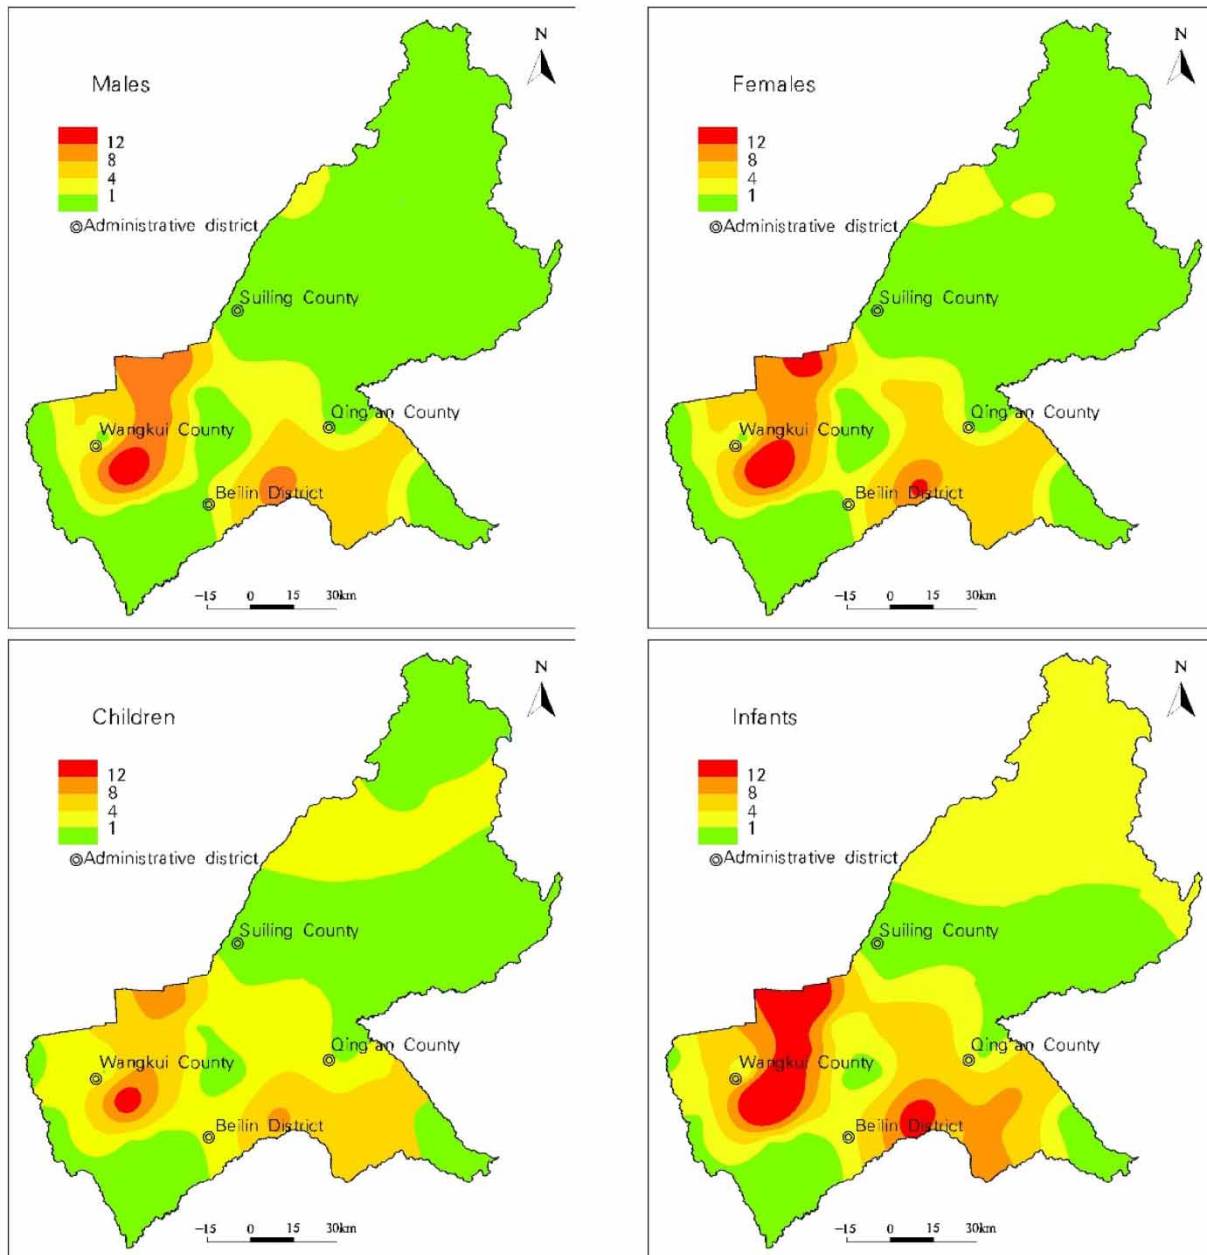 N
Males
12
8
4
1
Administrative district
Suiling County
Wangkui County
Qing'an County
Beilin District
-15 0 15 30km
N
Females
12
8
4
1
Administrative district
Suiling County
Wangkui County
Qing'an County
Beilin District
-15 0 15 30km
N
Children
12
8
4
1
Administrative district
Suiling County
Wangkui County
Qing'an County
Beilin District
-15 0 15 30km
N
Infants
12
8
4
1
Administrative district
Suiling County
Wangkui County
Qing'an County
Beilin District
-15 0 15 30km